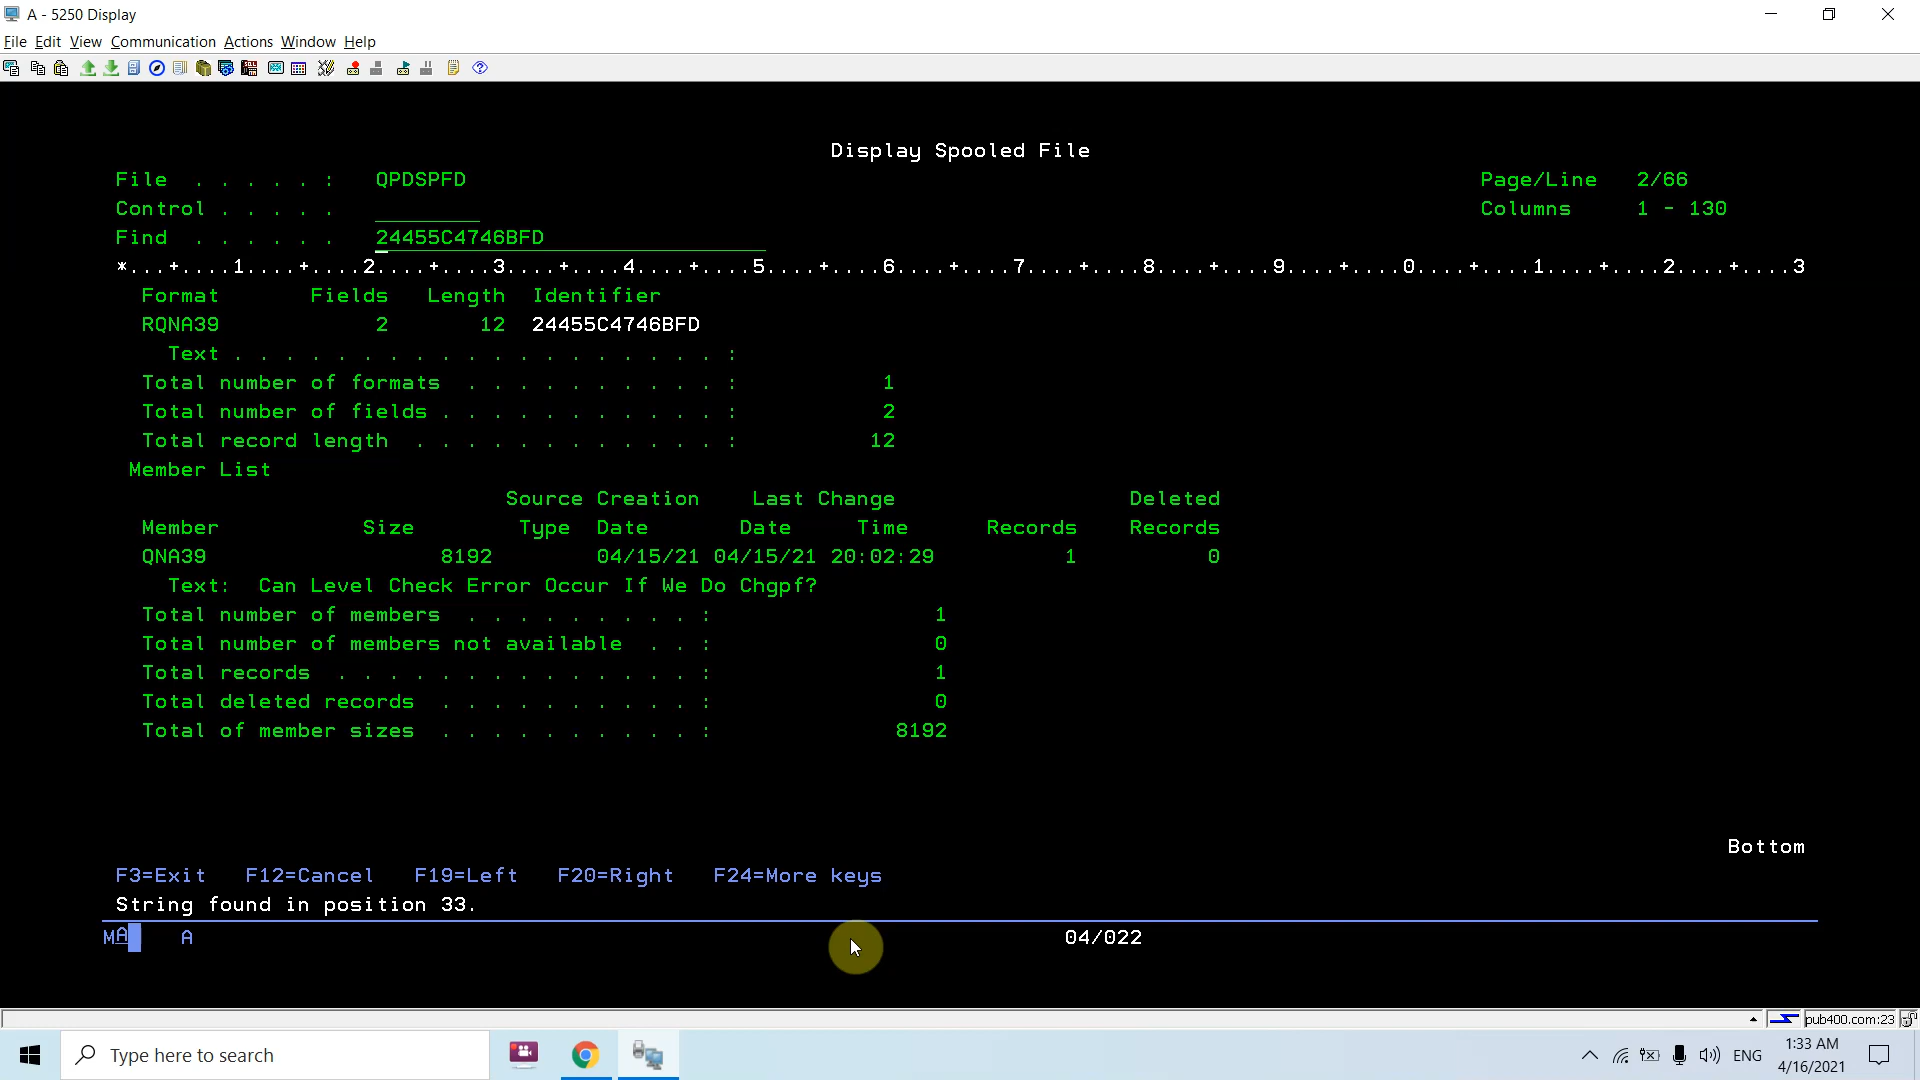 A - 5250 Display
File Edit View Communication Actions Window Help
Display Spooled File
File . . . . . : QPDSPFD Page/Line 2/66
Control . . . . . Columns 1 - 130
Find . . . . . . 24455C4746BFD
*...+....1....+....2....+....3....+....4....+....5....+....6....+....7....+....8....+....9....+....0....+....1....+....2....+....3
Format Fields Length Identifier
RQNA39 2 12 24455C4746BFD
Text . . . . . . . . . . . . . . . . . . . . :
Total number of formats . . . . . . . . . . . : 1
Total number of fields . . . . . . . . . . . . : 2
Total record length . . . . . . . . . . . . . : 12
Member List
Source Creation Last Change Deleted
Member Size Type Date Date Time Records Records
QNA39 8192 04/15/21 04/15/21 20:02:29 1 0
Text: Can Level Check Error Occur If We Do Chgpf?
Total number of members . . . . . . . . . . : 1
Total number of members not available . . : 0
Total records . . . . . . . . . . . . . . . : 1
Total deleted records . . . . . . . . . . . : 0
Total of member sizes . . . . . . . . . . . : 8192
Bottom
F3=Exit F12=Cancel F19=Left F20=Right F24=More keys
String found in position 33.
MA A 04/022
pub400.com:23
Type here to search
ENG
1:33 AM
4/16/2021